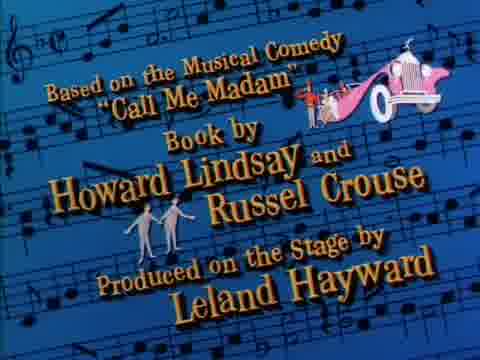 Based on the Musical Comedy
"Call Me Madam"
Book by
Howard Lindsay and
Russel Crouse
Produced on the Stage by
Leland Hayward